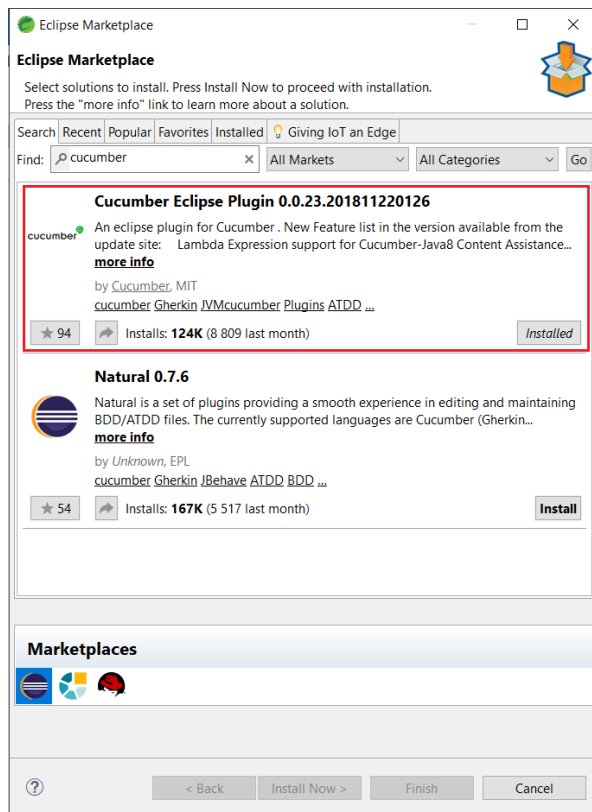 Eclipse Marketplace
Eclipse Marketplace
Select solutions to install. Press Install Now to proceed with installation.
Press the "more info" link to learn more about a solution.
Search Recent Popular Favorites Installed Giving IoT an Edge
Find: cucumber All Markets All Categories Go
Cucumber Eclipse Plugin 0.0.23.201811220126
cucumber
An eclipse plugin for Cucumber . New Feature list in the version available from the
update site: Lambda Expression support for Cucumber-Java8 Content Assistance...
more info
by Cucumber, MIT
cucumber Gherkin JVMcucumber Plugins ATDD ...
94 Installs: 124K (8 809 last month) Installed
Natural 0.7.6
Natural is a set of plugins providing a smooth experience in editing and maintaining
BDD/ATDD files. The currently supported languages are Cucumber (Gherkin...
more info
by Unknown, EPL
cucumber Gherkin JBehave ATDD BDD ...
54 Installs: 167K (5 517 last month) Install
Marketplaces
? < Back Install Now > Finish Cancel